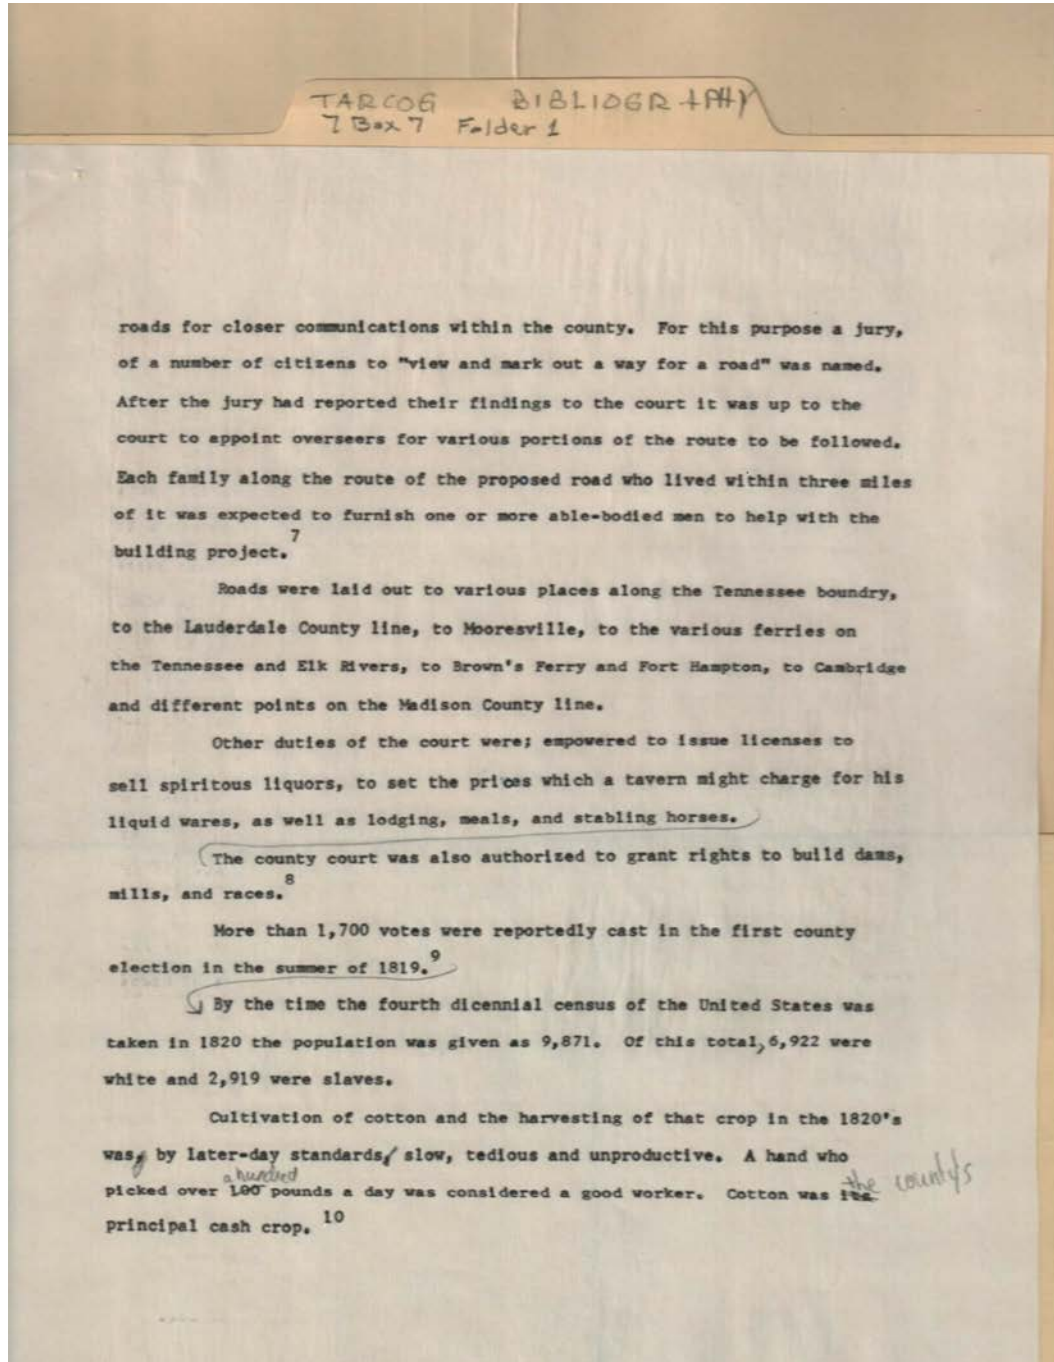 TARCOG BIBLIOGRAPHY
7 Box 7 Folder 1
roads for closer communications within the county. For this purpose a jury,
of a number of citizens to "view and mark out a way for a road" was named.
After the jury had reported their findings to the court it was up to the
court to appoint overseers for various portions of the route to be followed.
Each family along the route of the proposed road who lived within three miles
of it was expected to furnish one or more able-bodied men to help with the
building project. 7
Roads were laid out to various places along the Tennessee boundry,
to the Lauderdale County line, to Mooresville, to the various ferries on
the Tennessee and Elk Rivers, to Brown's Ferry and Fort Hampton, to Cambridge
and different points on the Madison County line.
Other duties of the court were; empowered to issue licenses to
sell spiritous liquors, to set the prices which a tavern might charge for his
liquid wares, as well as lodging, meals, and stabling horses.
The county court was also authorized to grant rights to build dams,
mills, and races. 8
More than 1,700 votes were reportedly cast in the first county
election in the summer of 1819. 9
By the time the fourth dicennial census of the United States was
taken in 1820 the population was given as 9,871. Of this total, 6,922 were
white and 2,919 were slaves.
Cultivation of cotton and the harvesting of that crop in the 1820's
was, by later-day standards, slow, tedious and unproductive. A hand who
a hundred
picked over 100 pounds a day was considered a good worker. Cotton was its the county's
principal cash crop. 10